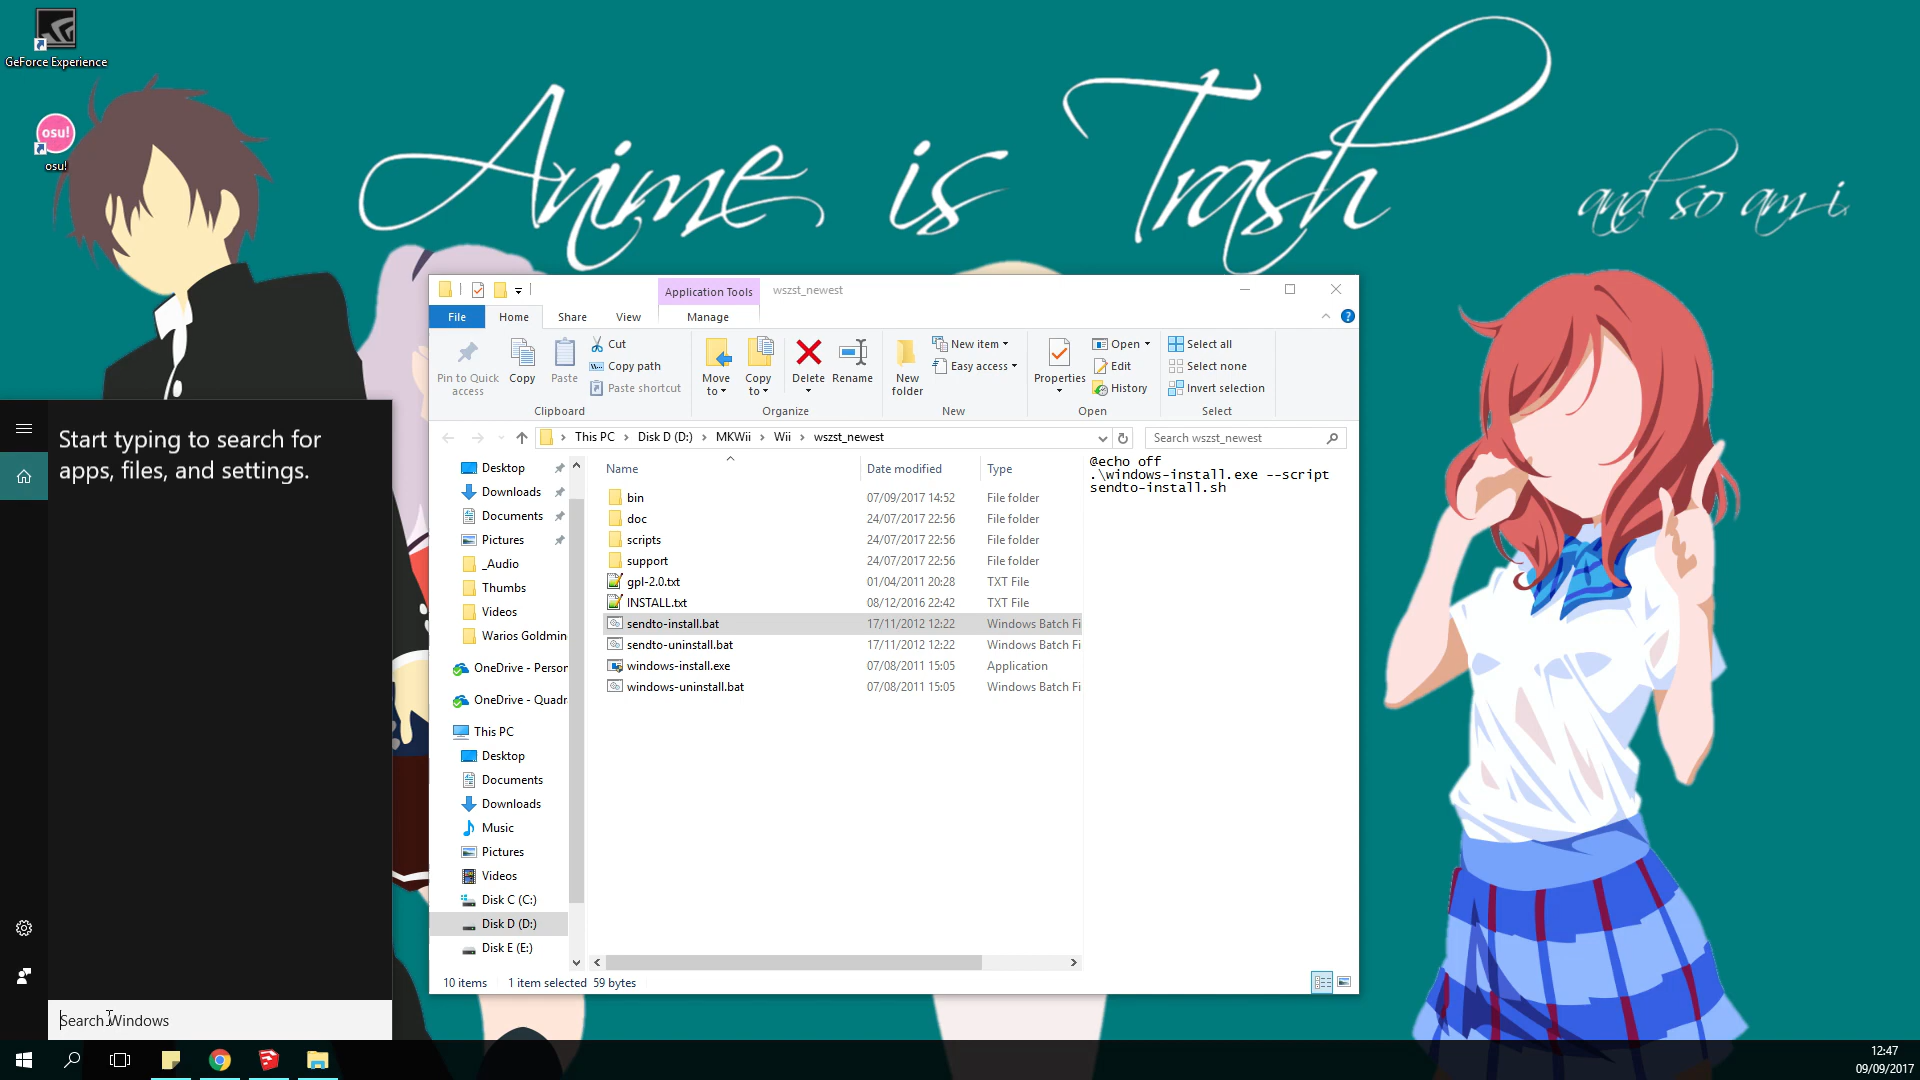 GeForce Experience
osu!
osu!
Anime is Trash
and so am i.
Start typing to search for
apps, files, and settings.
Search Windows
Application Tools
wszst_newest
File
Home
Share
View
Manage
Pin to Quick
access
Copy
Paste
Cut
Copy path
Paste shortcut
Clipboard
Move
to
Copy
to
Delete
Rename
Organize
New
folder
New item
Easy access
New
Properties
Open
Edit
History
Open
Select all
Select none
Invert selection
Select
This PC
Disk D (D:)
MKWii
Wii
wszst_newest
Search wszst_newest
Desktop
Downloads
Documents
Pictures
_Audio
Thumbs
Videos
Warios Goldmin
OneDrive - Person
OneDrive - Quadr
This PC
Desktop
Documents
Downloads
Music
Pictures
Videos
Disk C (C:)
Disk D (D:)
Disk E (E:)
Name Date modified Type
bin 07/09/2017 14:52 File folder
doc 24/07/2017 22:56 File folder
scripts 24/07/2017 22:56 File folder
support 24/07/2017 22:56 File folder
gpl-2.0.txt 01/04/2011 20:28 TXT File
INSTALL.txt 08/12/2016 22:42 TXT File
sendto-install.bat 17/11/2012 12:22 Windows Batch Fi
sendto-uninstall.bat 17/11/2012 12:22 Windows Batch Fi
windows-install.exe 07/08/2011 15:05 Application
windows-uninstall.bat 07/08/2011 15:05 Windows Batch Fi
@echo off
.\windows-install.exe --script
sendto-install.sh
10 items 1 item selected 59 bytes
12:47
09/09/2017